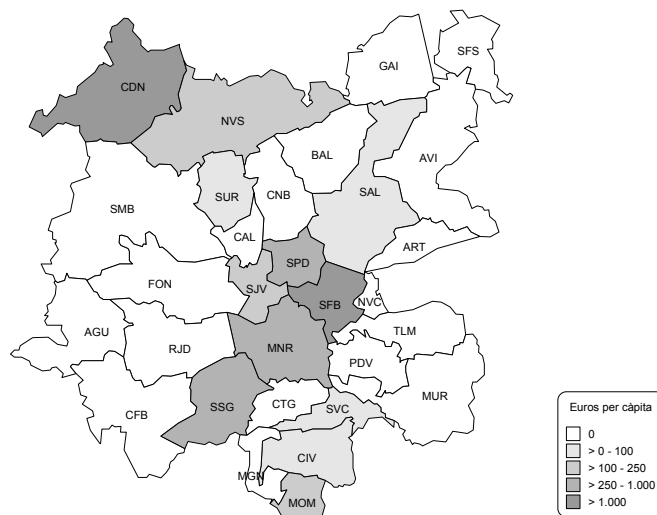 SFS
GAI
CDN
NVS
BAL
AVI
SAL
SUR
CNB
SMB
CAL
ART
SPD
FON
SJV
SFB
NVC
AGU
TLM
RJD
MNR
PDV
MUR
CFB
SSG
CTG
SVC
CIV
MGN
MOM
Euros per càpita
0
> 0 - 100
> 100 - 250
> 250 - 1.000
> 1.000